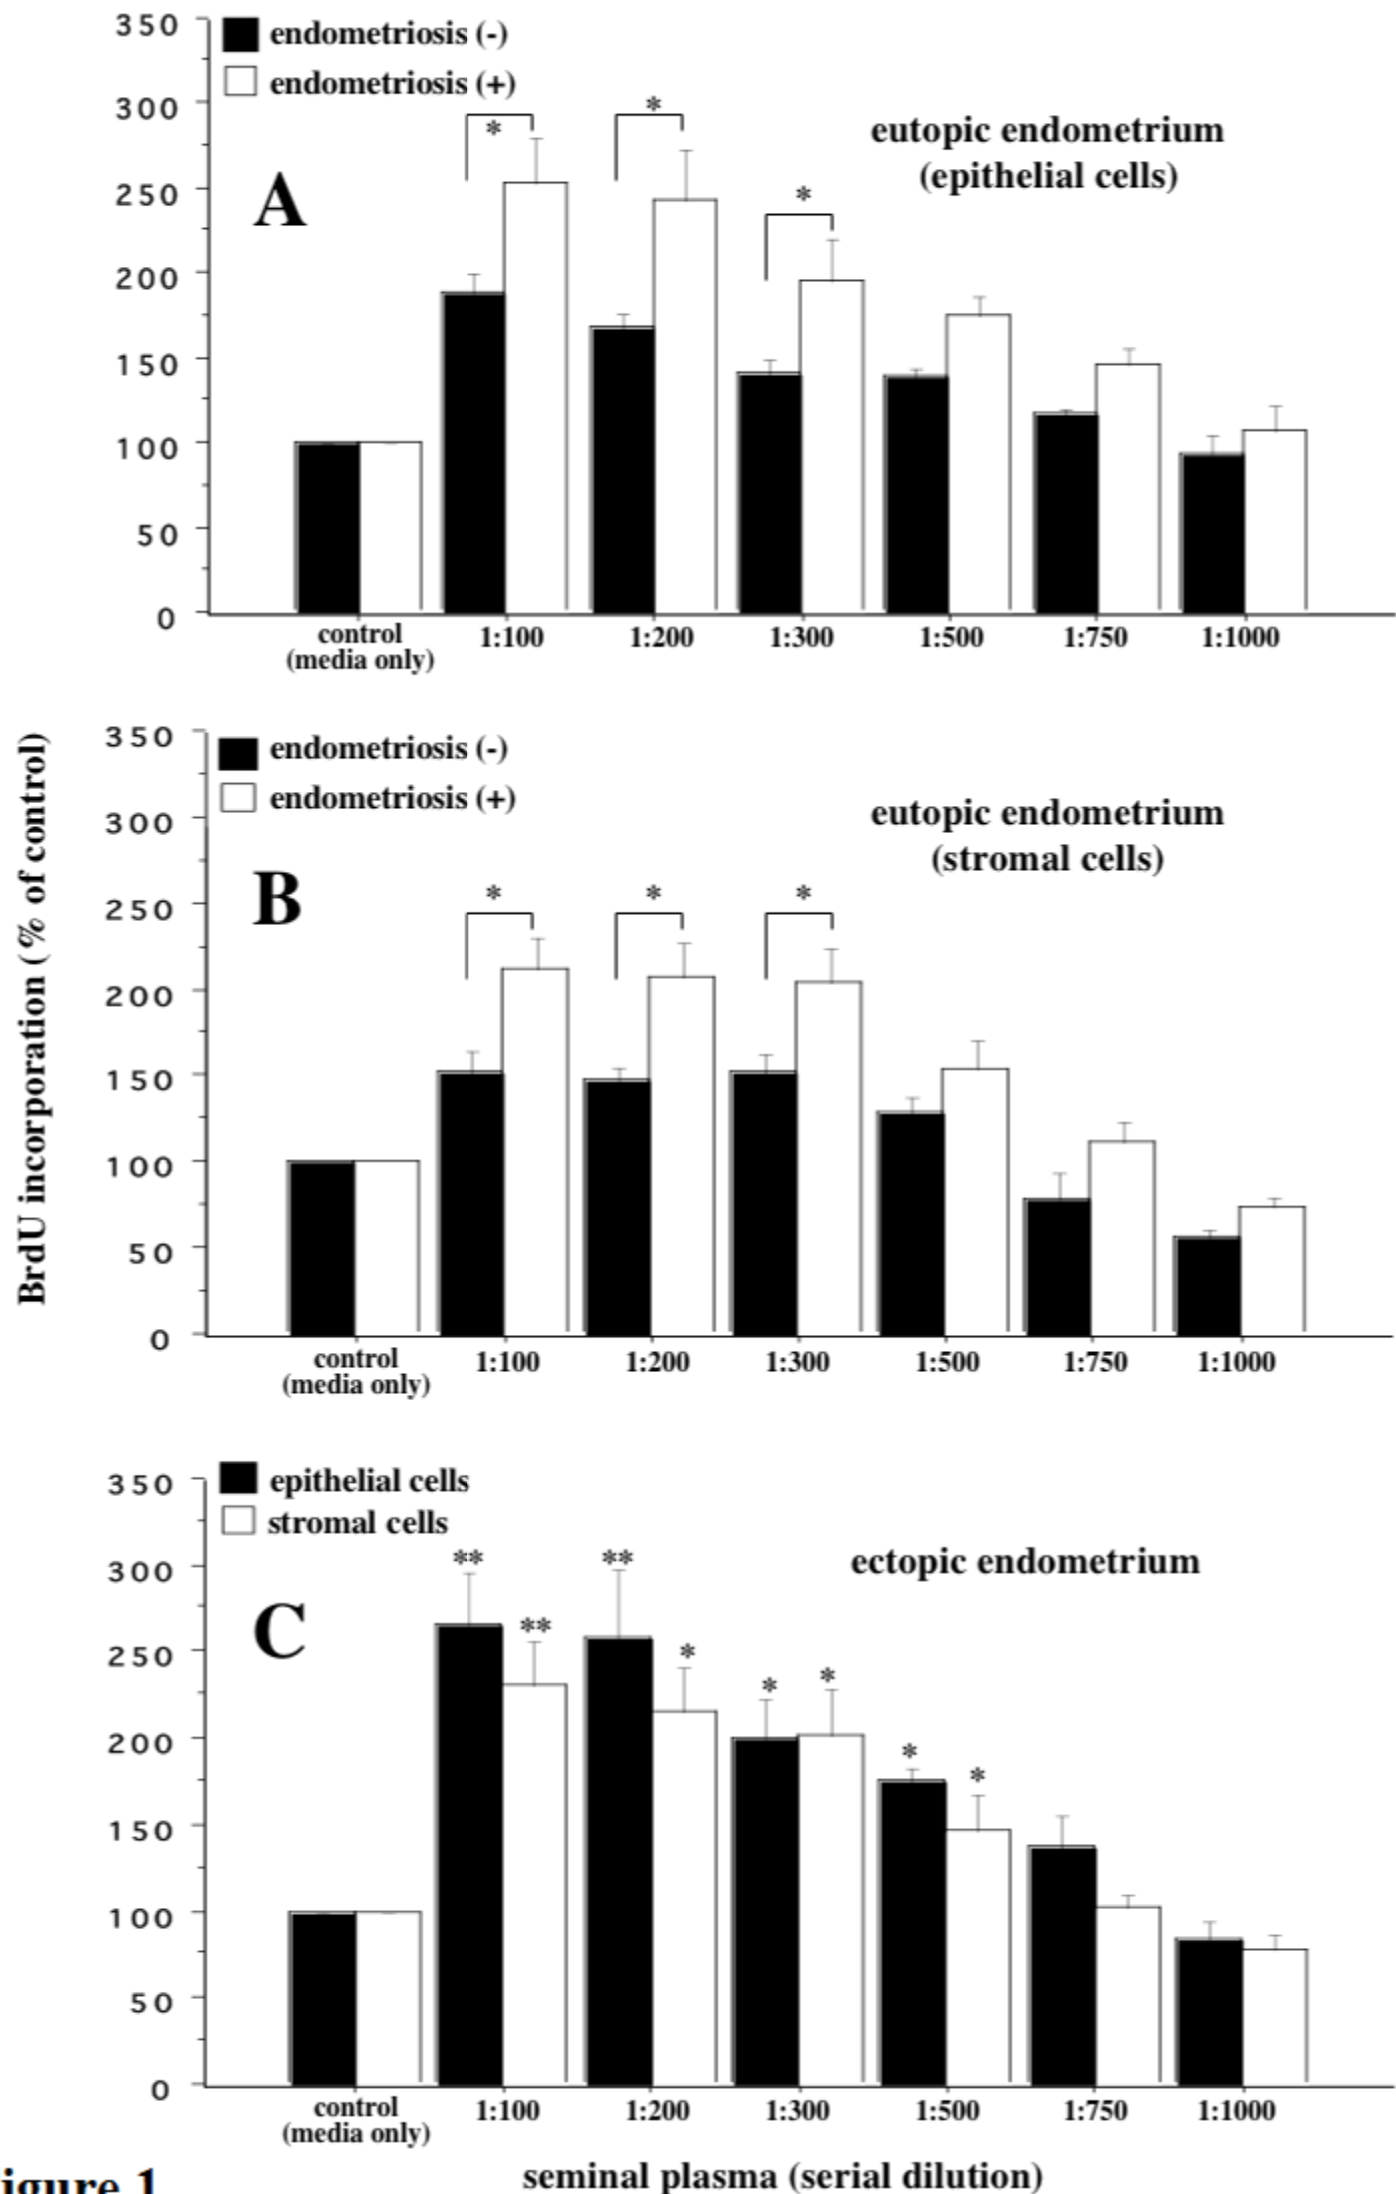 350
endometriosis (-)
endometriosis (+)
300
*
*
eutopic endometrium
(epithelial cells)
250
A
*
200
150
100
50
0
control
(media only)
1:100
1:200
1:300
1:500
1:750
1:1000
BrdU incorporation (% of control)
350
endometriosis (-)
endometriosis (+)
300
eutopic endometrium
(stromal cells)
250
B
*
*
*
200
150
100
50
0
control
(media only)
1:100
1:200
1:300
1:500
1:750
1:1000
350
epithelial cells
stromal cells
300
**
**
ectopic endometrium
C
**
250
*
*
*
200
*
*
150
100
50
0
control
(media only)
1:100
1:200
1:300
1:500
1:750
1:1000
seminal plasma (serial dilution)
igure 1